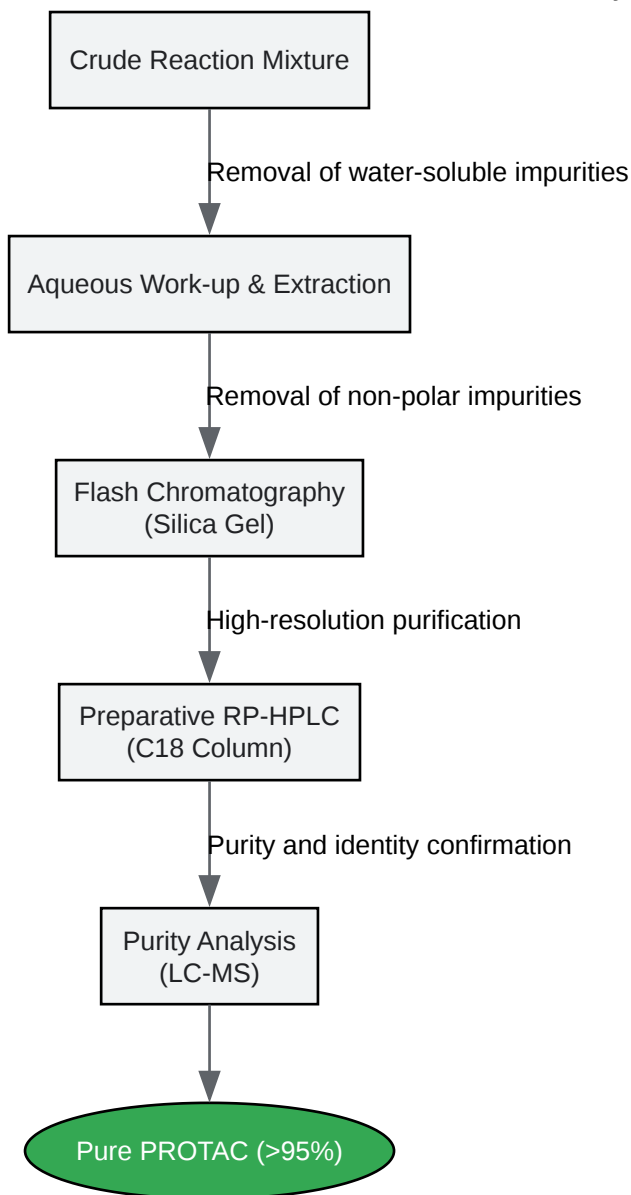 Crude Reaction Mixture
Removal of water-soluble impurities
Aqueous Work-up & Extraction
Removal of non-polar impurities
Flash Chromatography
(Silica Gel)
High-resolution purification
Preparative RP-HPLC
(C18 Column)
Purity and identity confirmation
Purity Analysis
(LC-MS)
Pure PROTAC (>95%)